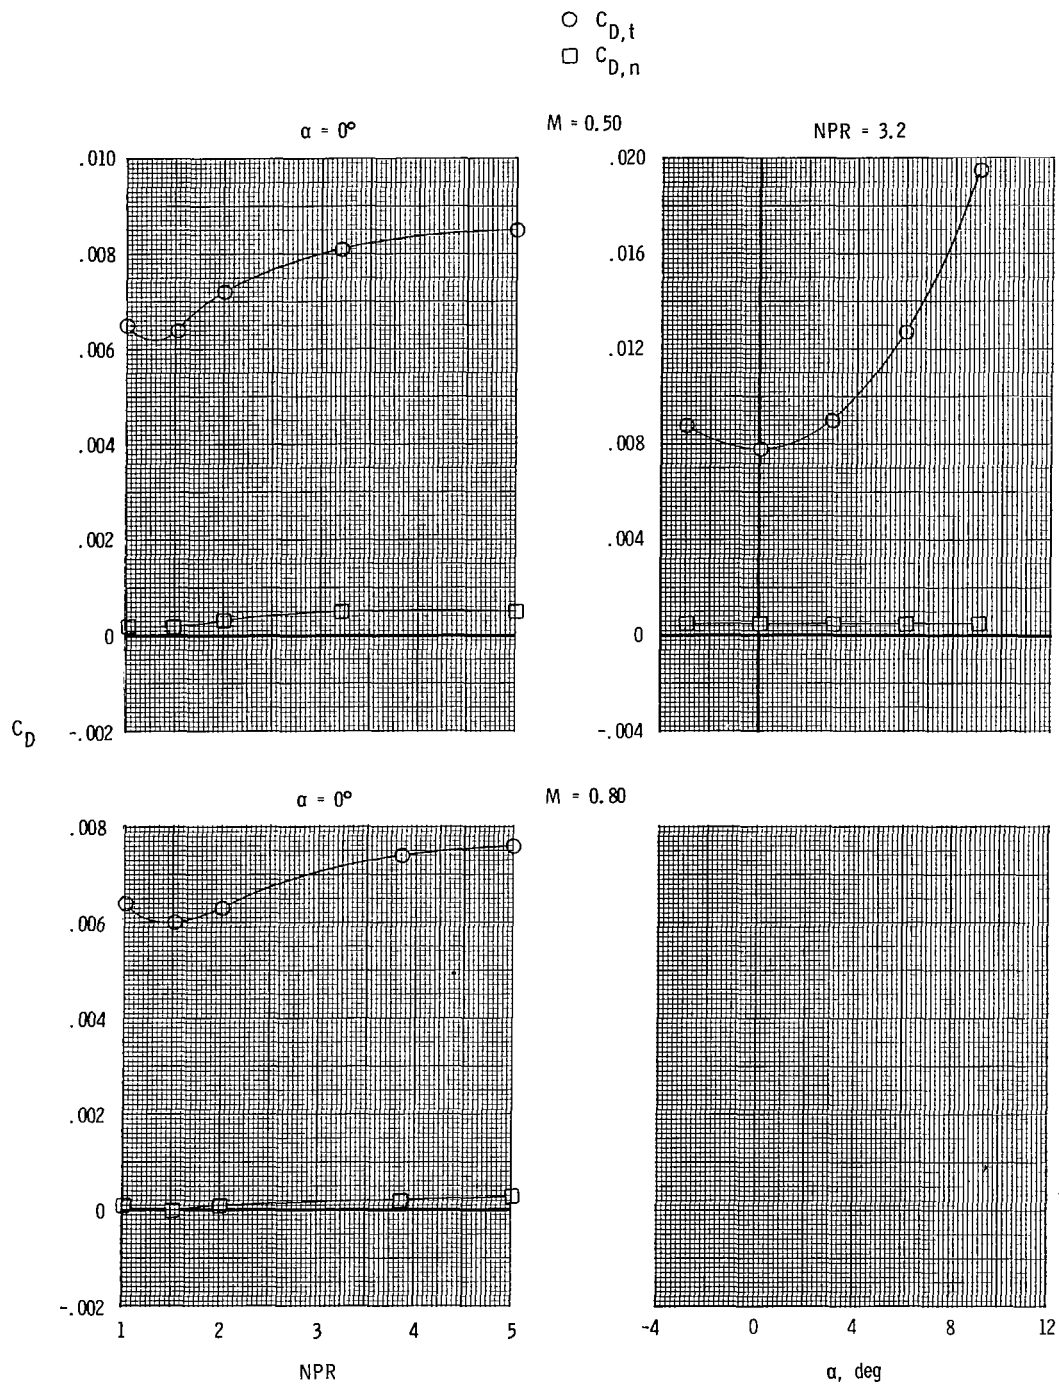 C_D,t
C_D,n
M = 0.50
α = 0°
NPR = 3.2
.010
.008
.006
.004
.002
0
-.002
.020
.016
.012
.008
.004
0
-.004
C_D
α = 0°
M = 0.80
.008
.006
.004
.002
0
-.002
1 2 3 4 5
NPR
-4 0 4 8 12
α, deg